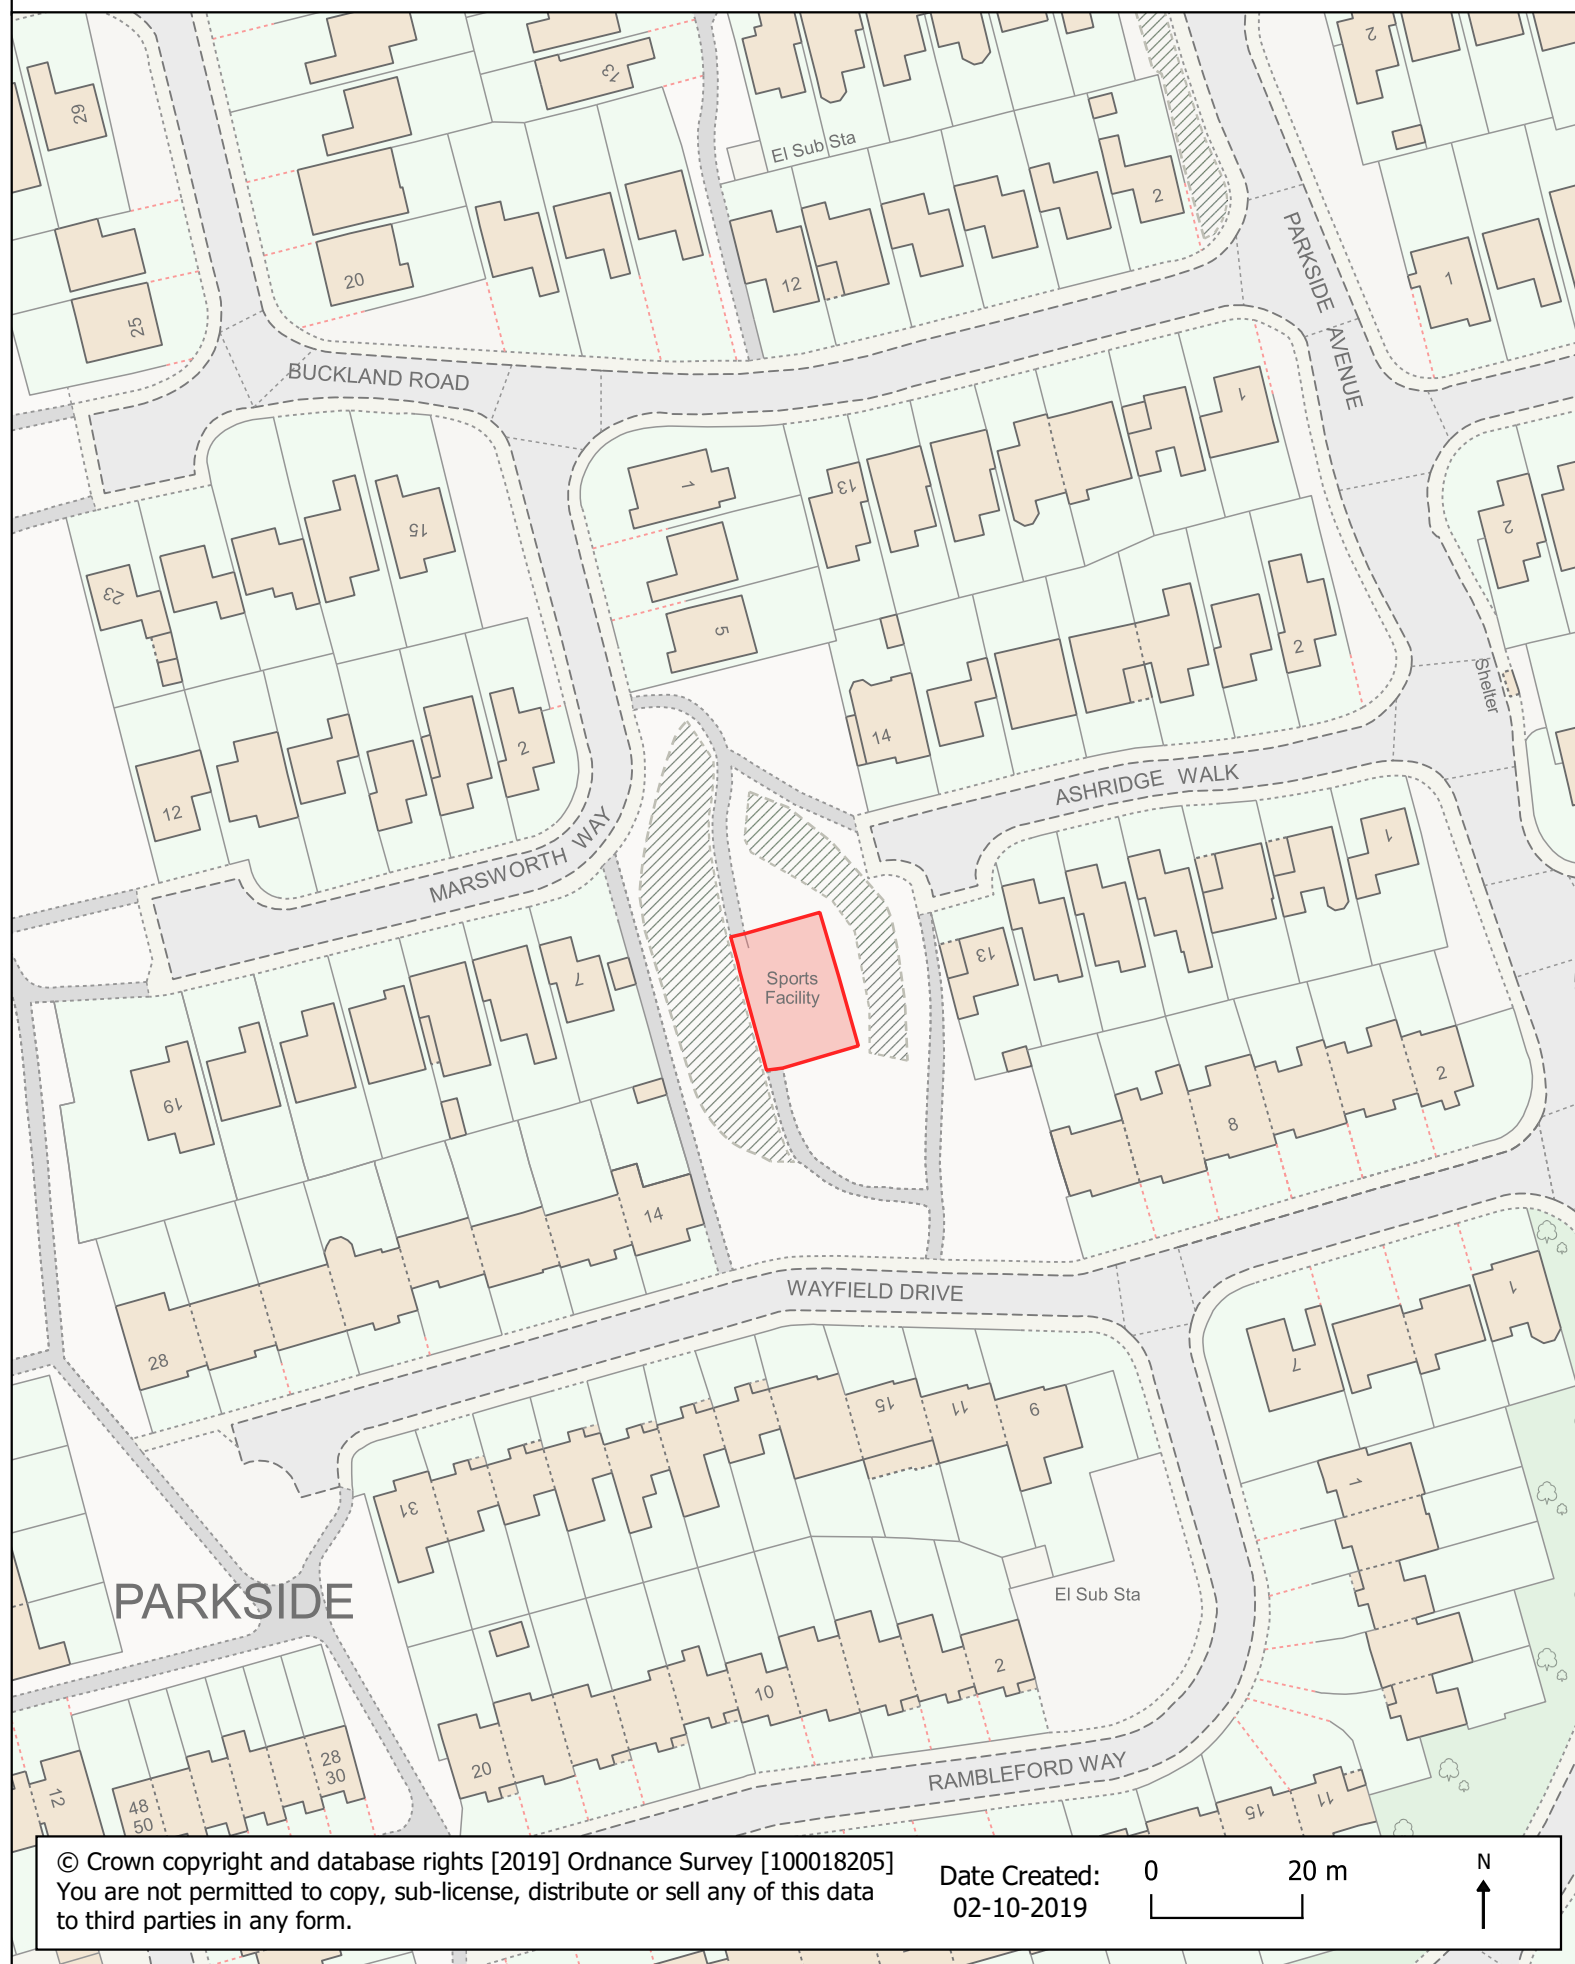 29
13
2
El Sub Sta
2
PARKSIDE AVENUE
1
20
12
25
BUCKLAND ROAD
1
1
13
15
2
23
5
2
Shelter
14
2
12
ASHRIDGE WALK
MARSWORTH WAY
1
13
7
Sports
Facility
19
2
8
14
WAYFIELD DRIVE
1
28
7
15
11
9
31
1
PARKSIDE
El Sub Sta
2
10
20
RAMBLEFORD WAY
28
30
12
48
50
15
11
© Crown copyright and database rights [2019] Ordnance Survey [100018205]
You are not permitted to copy, sub-license, distribute or sell any of this data
to third parties in any form.
Date Created:
02-10-2019
0 20 m
N